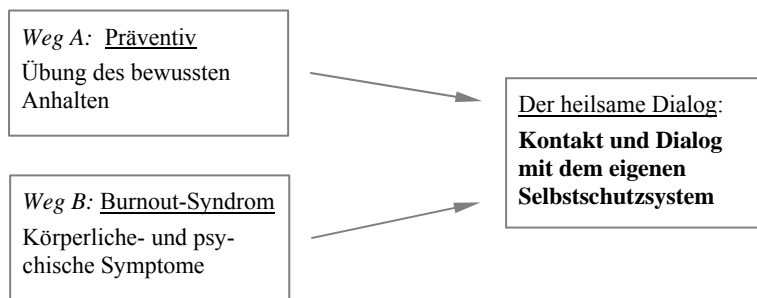 Weg A: Präventiv
Übung des bewussten
Anhalten
Der heilsame Dialog:
Kontakt und Dialog
mit dem eigenen
Selbstschutzsystem
Weg B: Burnout-Syndrom
Körperliche- und psy-
chische Symptome